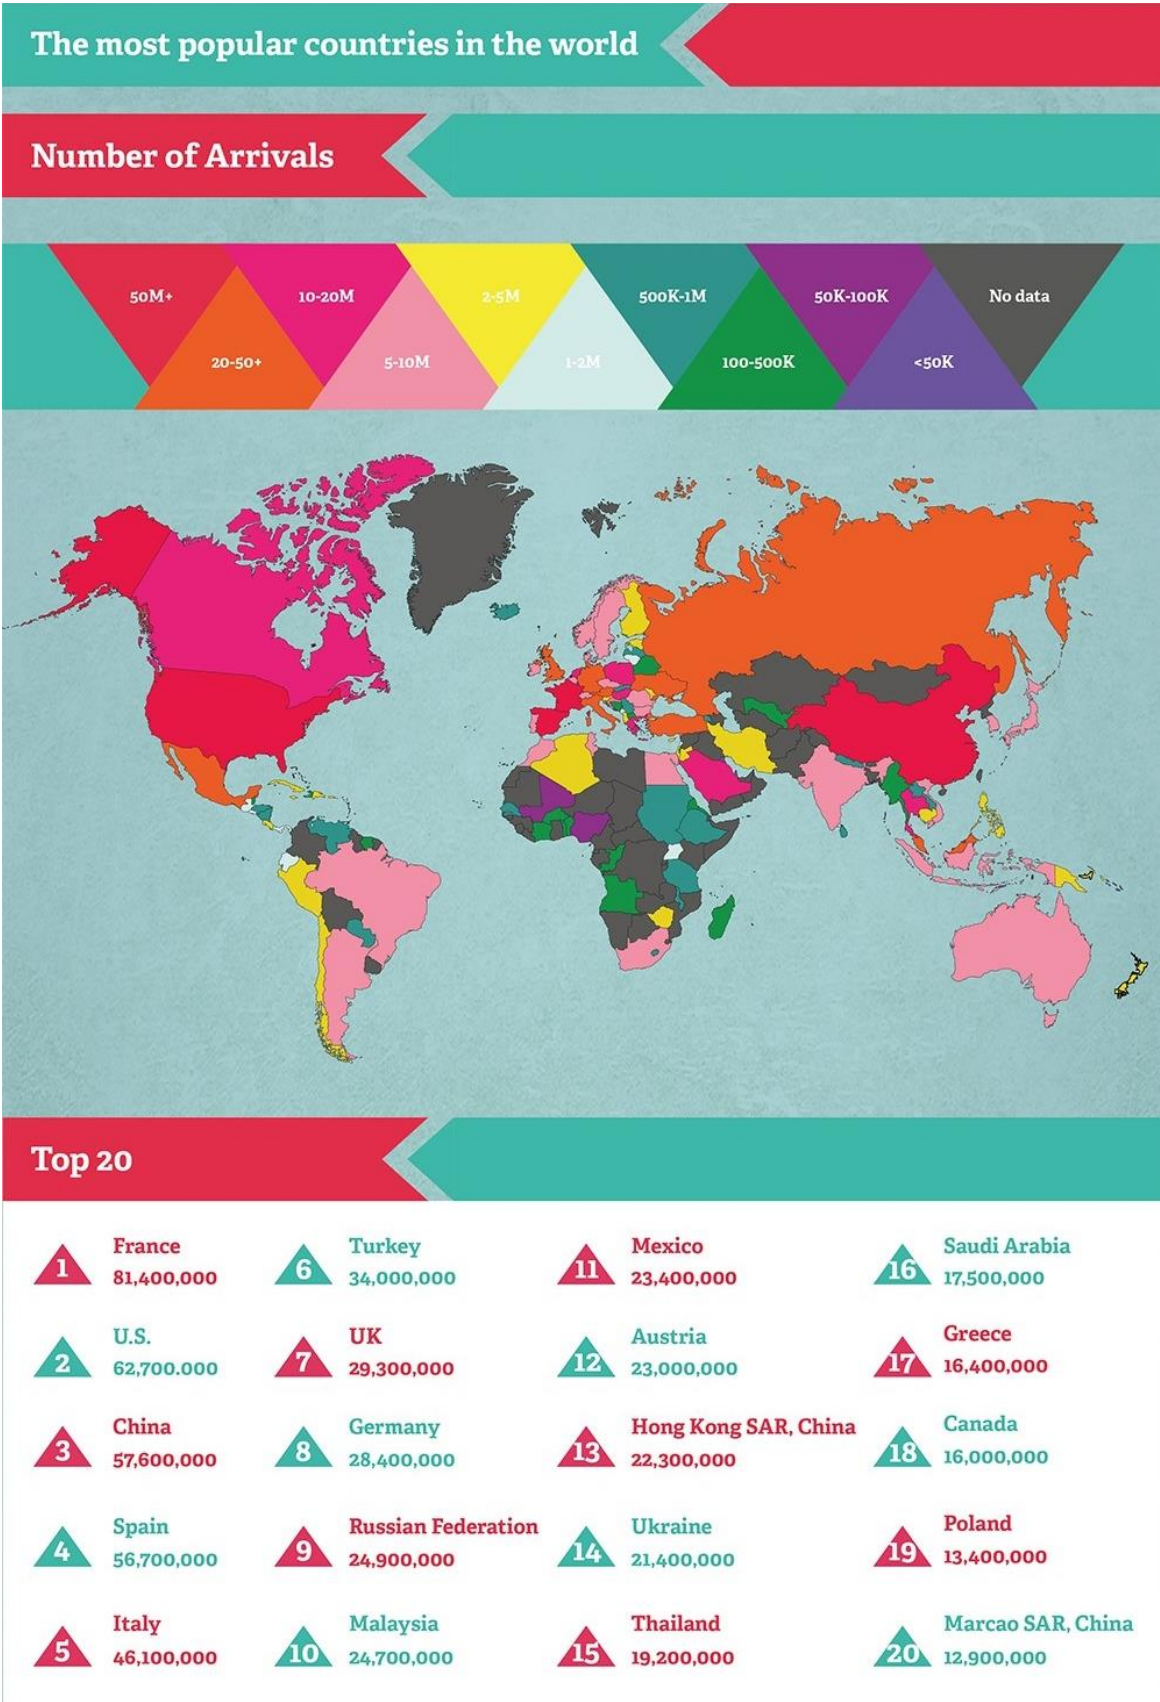 The most popular countries in the world
Number of Arrivals
50M+
10-20M
2-5M
500K-1M
50K-100K
No data
20-50+
5-10M
1-2M
100-500K
<50K
Top 20
1
France
81,400,000
2
U.S.
62,700.000
3
China
57,600,000
4
Spain
56,700,000
5
Italy
46,100,000
6
Turkey
34,000,000
7
UK
29,300,000
8
Germany
28,400,000
9
Russian Federation
24,900,000
10
Malaysia
24,700,000
11
Mexico
23,400,000
12
Austria
23,000,000
13
Hong Kong SAR, China
22,300,000
14
Ukraine
21,400,000
15
Thailand
19,200,000
16
Saudi Arabia
17,500,000
17
Greece
16,400,000
18
Canada
16,000,000
19
Poland
13,400,000
20
Marcao SAR, China
12,900,000